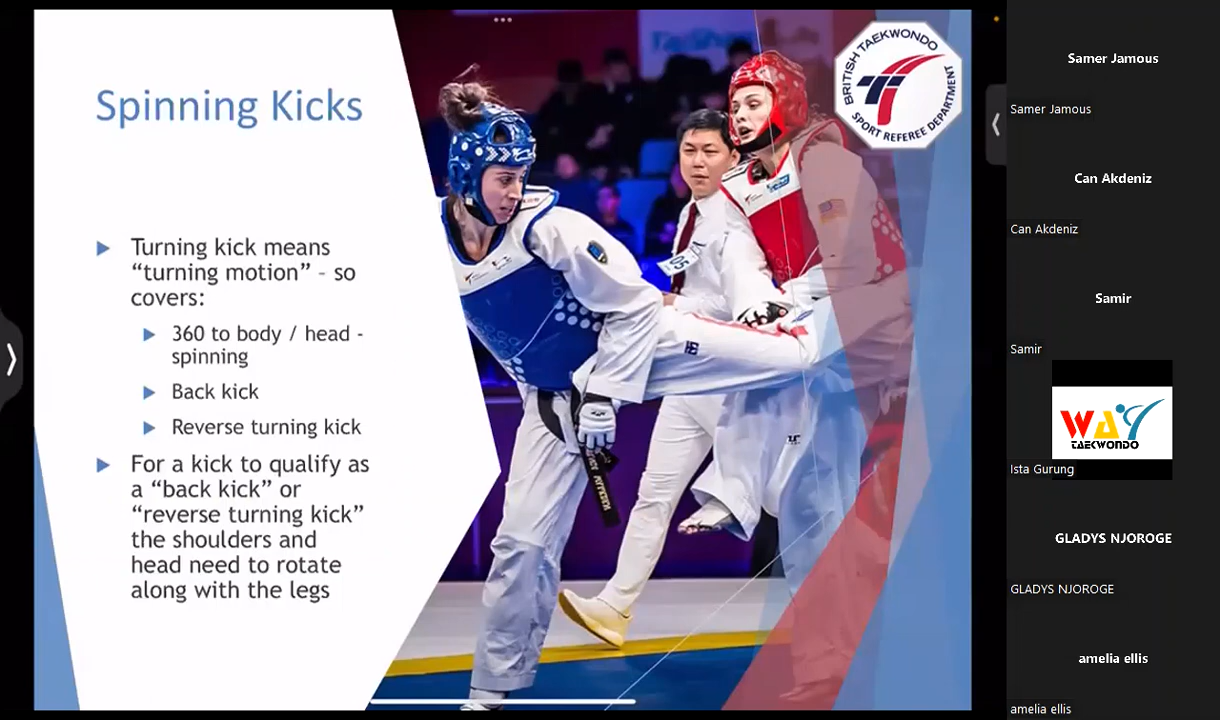 Spinning Kicks
Turning kick means
“turning motion” - so
covers:
360 to body / head -
spinning
Back kick
Reverse turning kick
For a kick to qualify as
a “back kick” or
“reverse turning kick”
the shoulders and
head need to rotate
along with the legs
BRITISH TAEKWONDO
SPORT REFEREE DEPARTMENT
05
Samer Jamous
Samer Jamous
Can Akdeniz
Can Akdeniz
Samir
Samir
WAY
TAEKWONDO
Ista Gurung
GLADYS NJOROGE
GLADYS NJOROGE
amelia ellis
amelia ellis